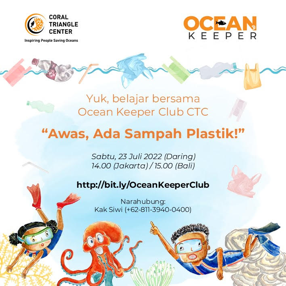 CORAL
TRIANGLE
CENTER
Inspiring People Saving Oceans
OCEAN
KEEPER
Yuk, belajar bersama
Ocean Keeper Club CTC
“Awas, Ada Sampah Plastik!”
Sabtu, 23 Juli 2022 (Daring)
14.00 (Jakarta) / 15.00 (Bali)
http://bit.ly/OceanKeeperClub
Narahubung:
Kak Siwi (+62-811-3940-0400)